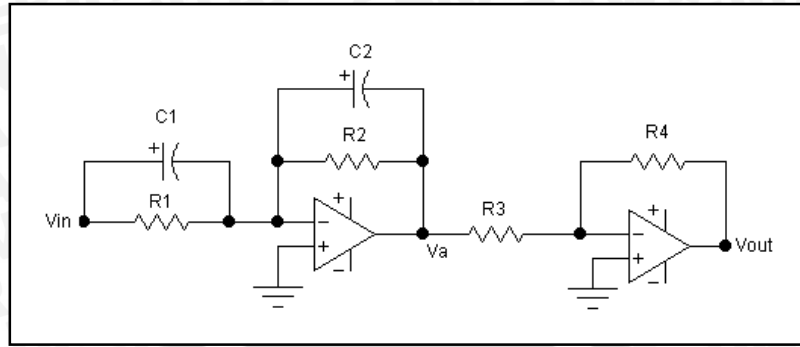 C2
+
C1
R2
R4
+
R1
R3
Vin
+
-
+
-
Va
+
-
+
-
Vout